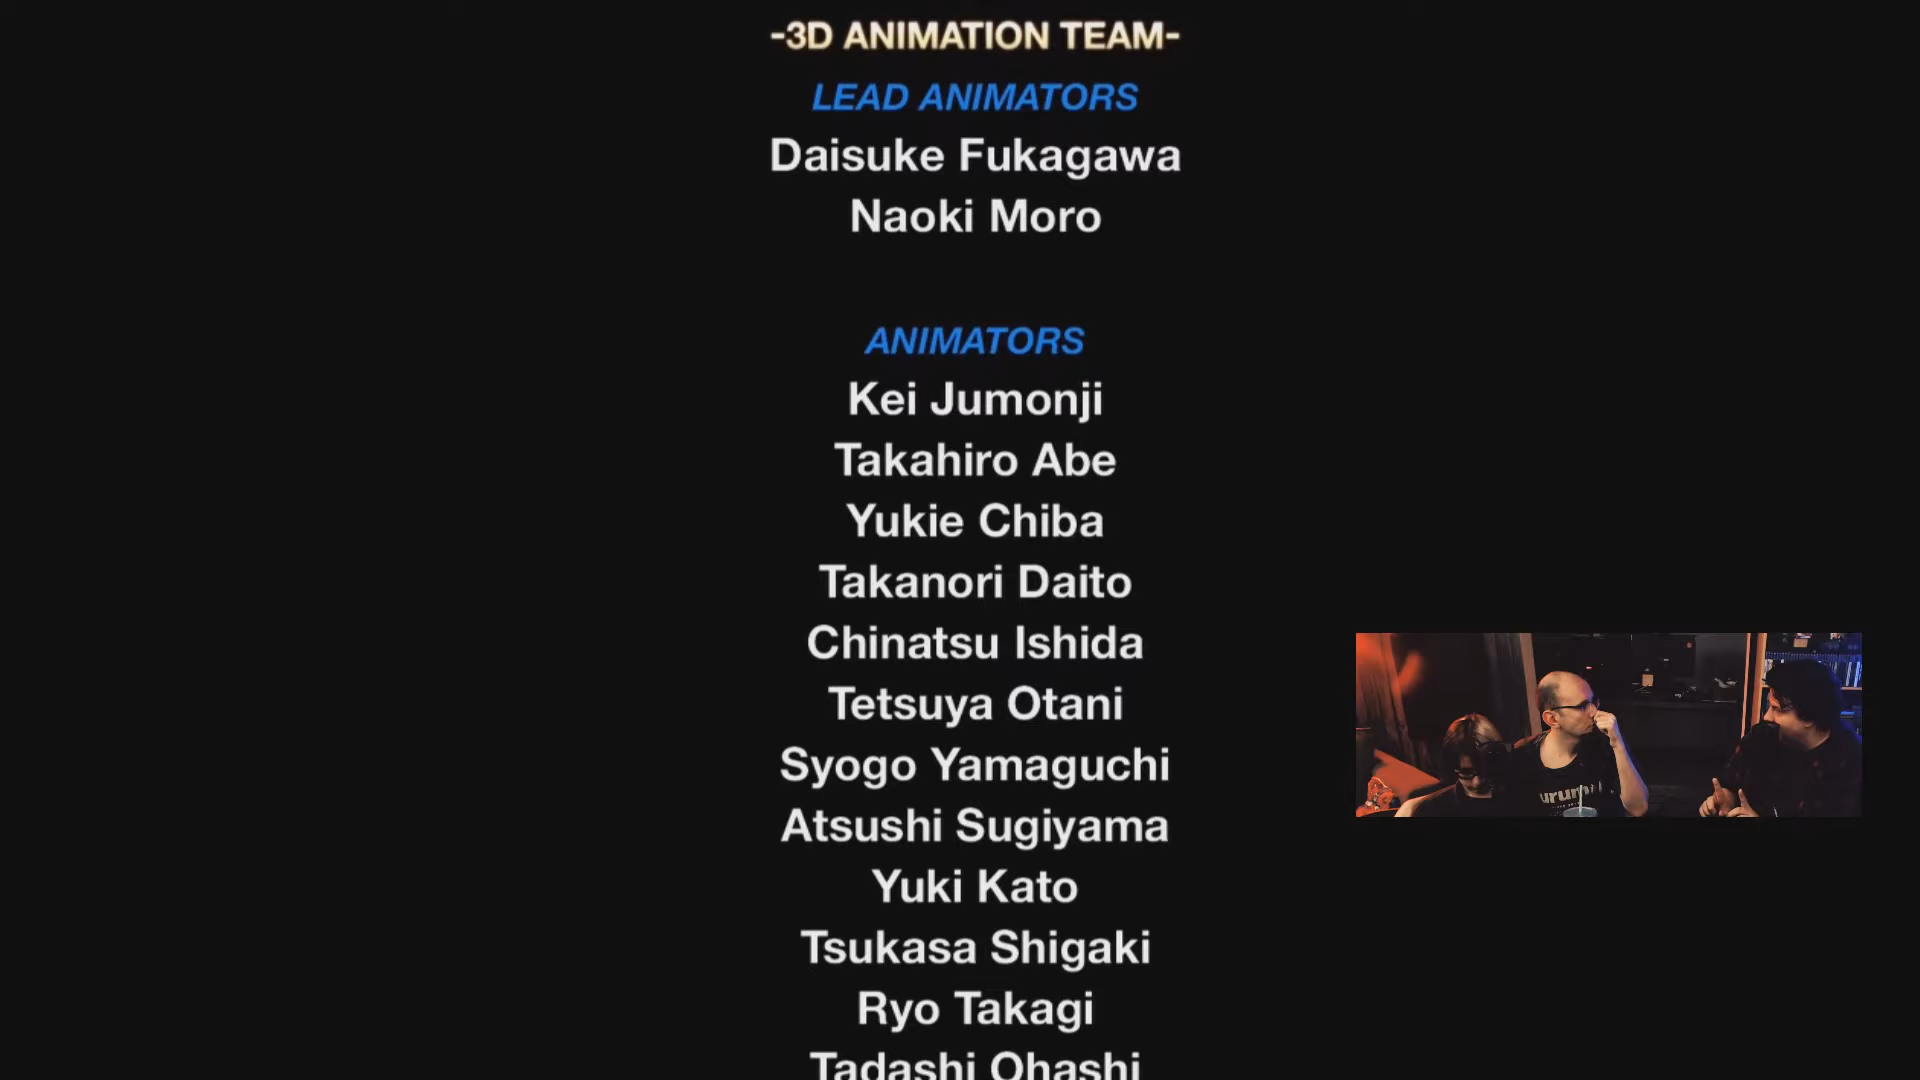 -3D ANIMATION TEAM-
LEAD ANIMATORS
Daisuke Fukagawa
Naoki Moro
ANIMATORS
Kei Jumonji
Takahiro Abe
Yukie Chiba
Takanori Daito
Chinatsu Ishida
Tetsuya Otani
Syogo Yamaguchi
Atsushi Sugiyama
Yuki Kato
Tsukasa Shigaki
Ryo Takagi
Tadashi Ohashi